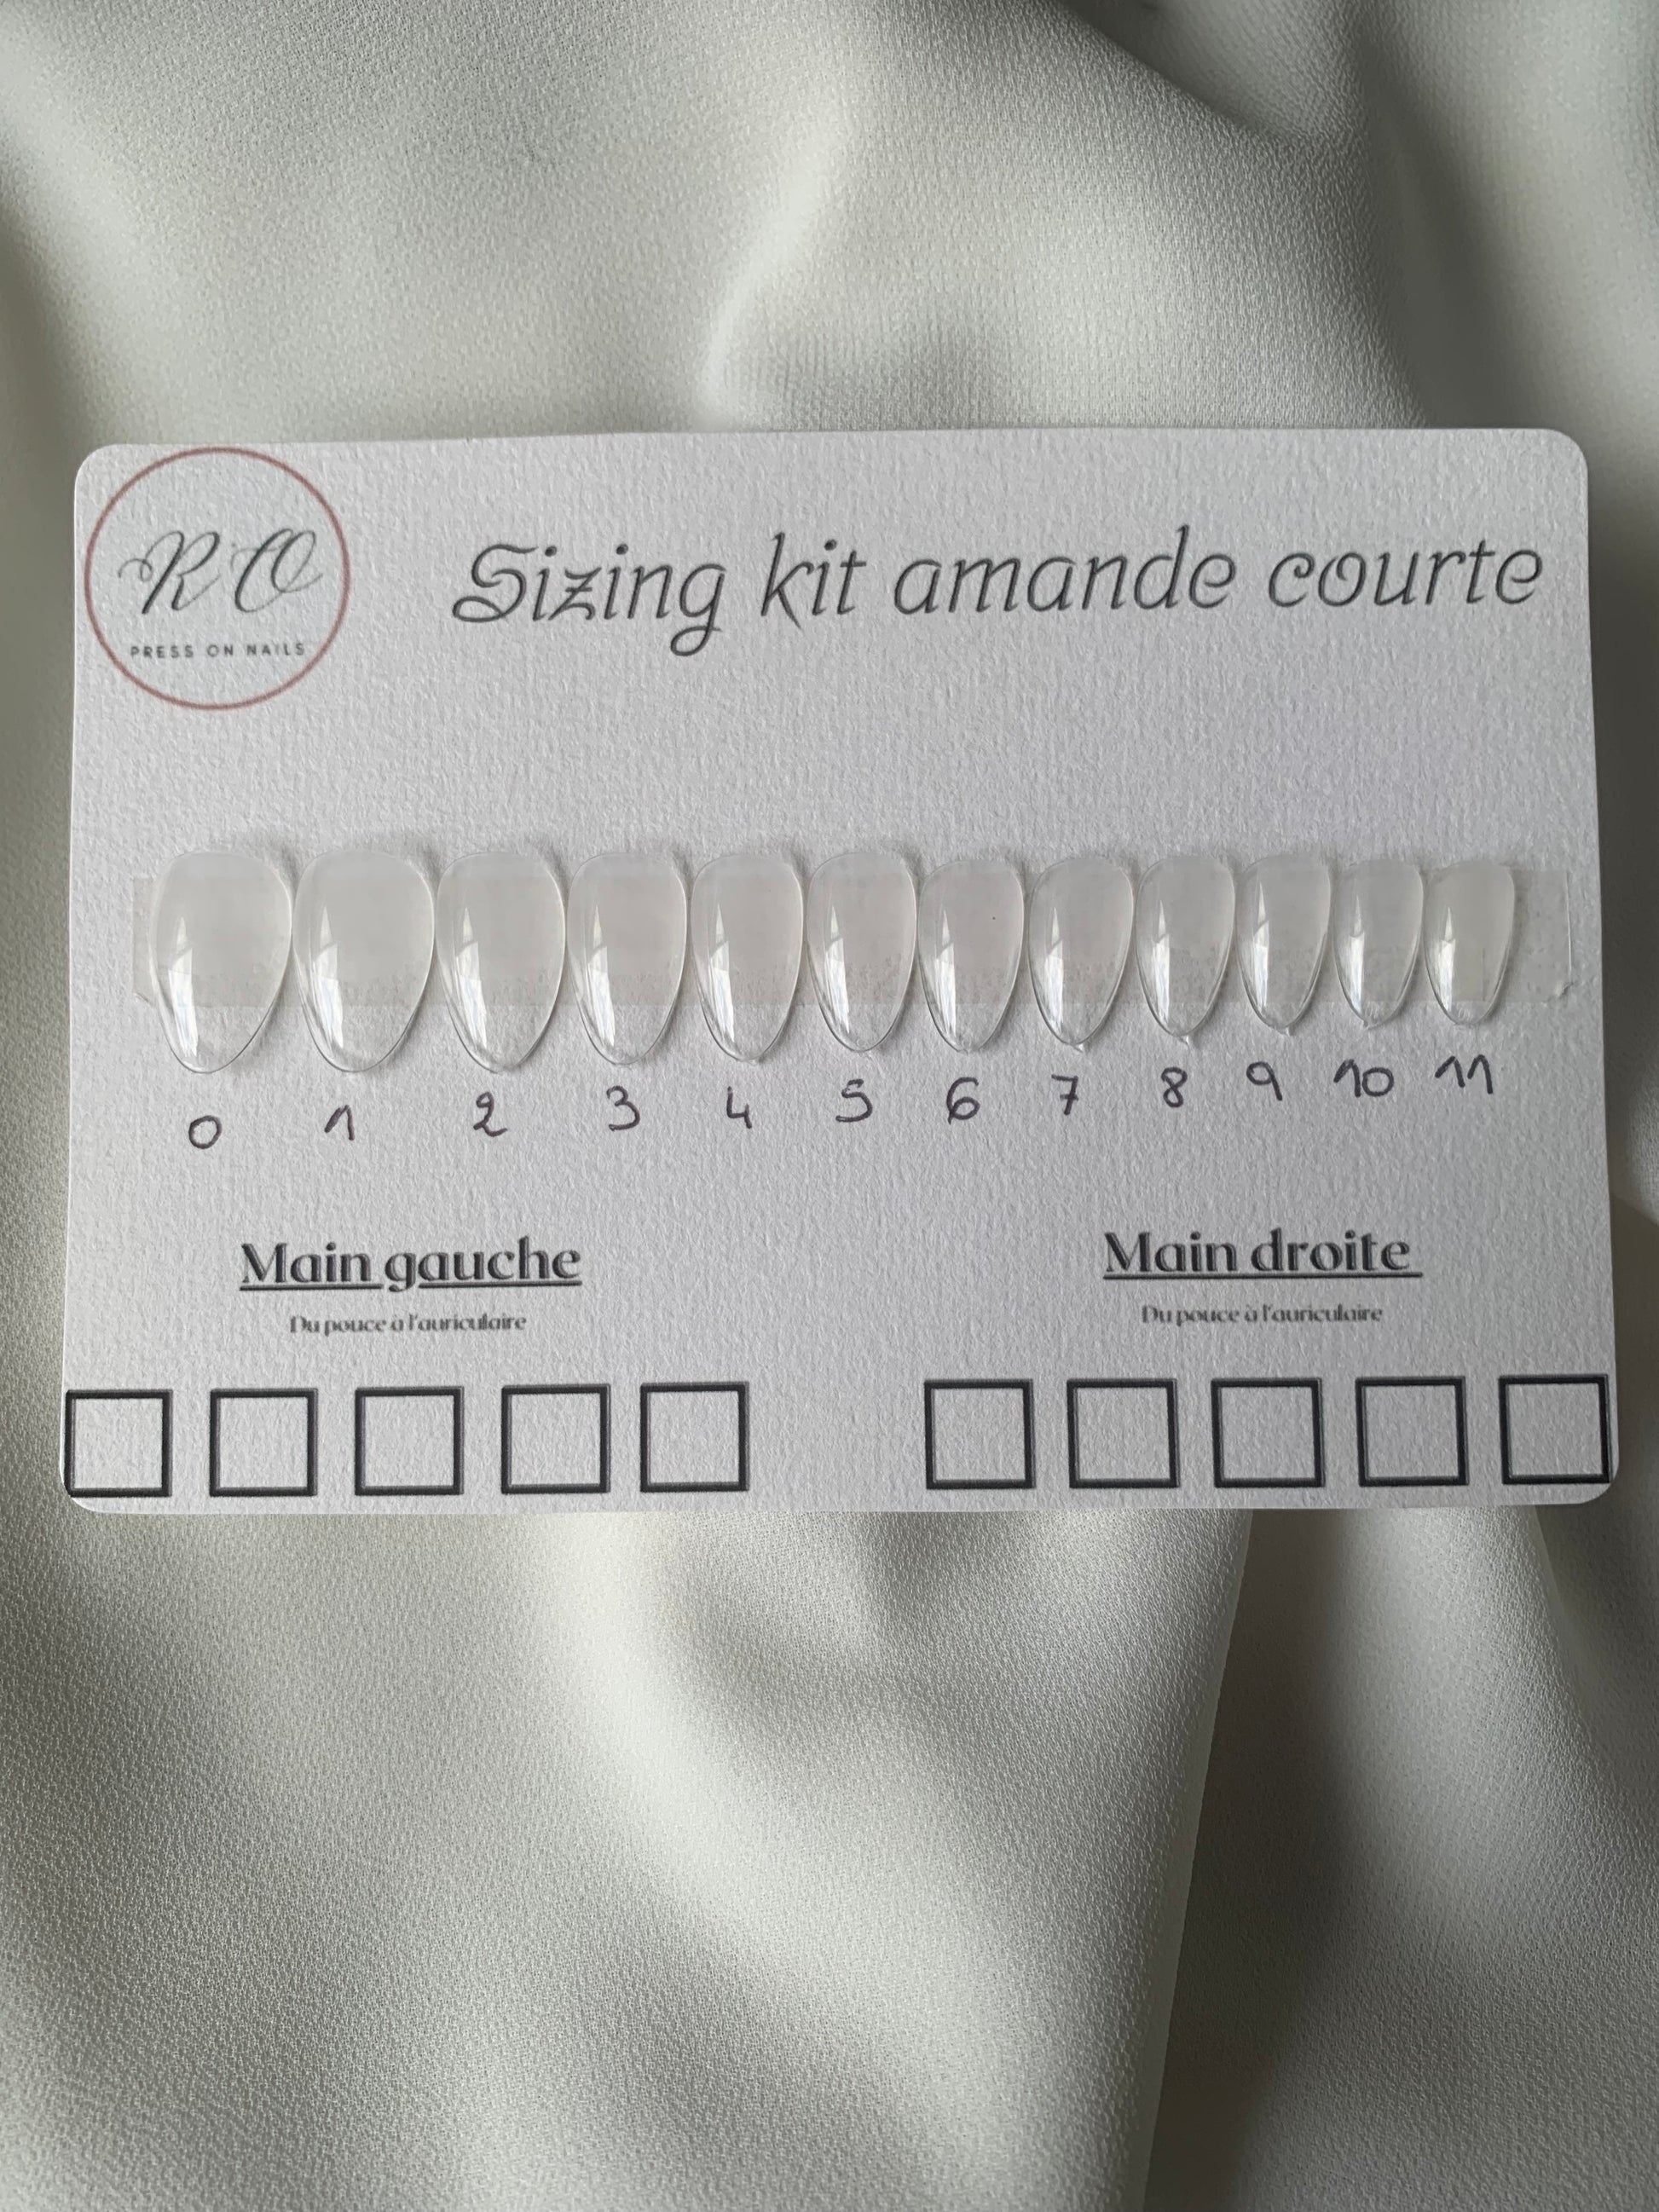 RO
PRESS ON NAILS
Sizing kit amande courte
0 1 2 3 4 5 6 7 8 9 10 11
Main gauche
Du pouce à l'auriculaire
Main droite
Du pouce à l'auriculaire